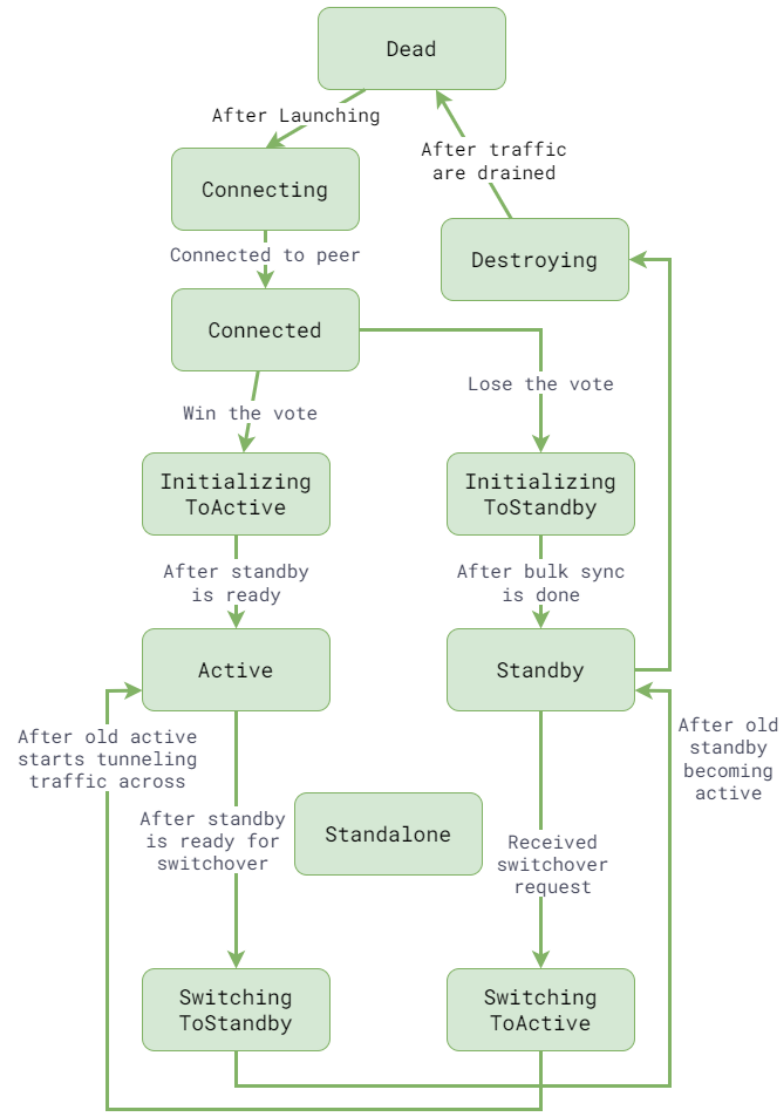 Dead
After Launching
After traffic
are drained
Connecting
Destroying
Connected to peer
Connected
Lose the vote
Win the vote
Initializing
ToActive
Initializing
ToStandby
After standby
is ready
After bulk sync
is done
Active
Standby
After old active
starts tunneling
traffic across
After old
standby
becoming
active
After standby
is ready for
switchover
Standalone
Received
switchover
request
Switching
ToStandby
Switching
ToActive